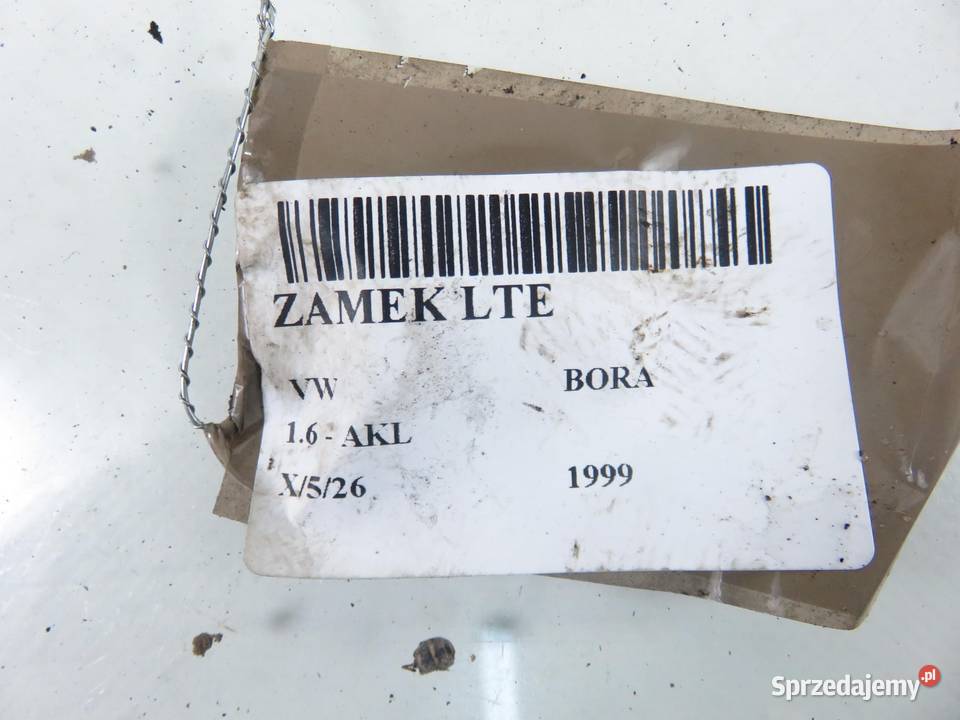 ZAMEK LTE
VW BORA
1.6 - AKL
X/5/26 1999
Sprzedajemy.pl